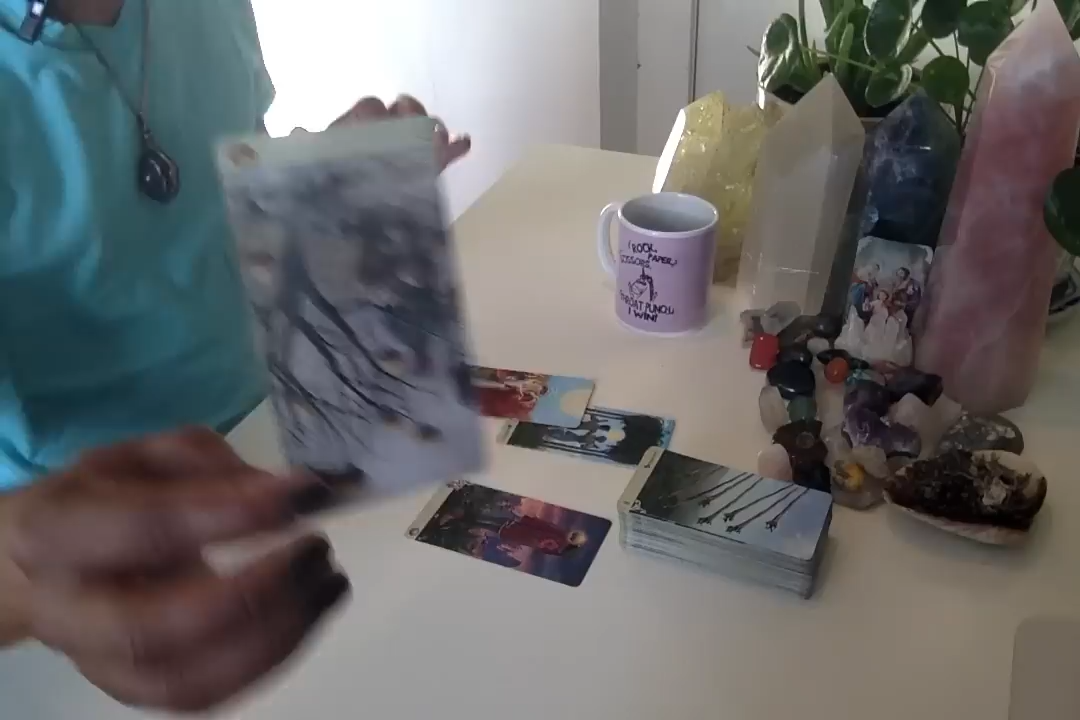 ROCK,
PAPER,
SCISSORS,
THROAT PUNCH
I WIN!